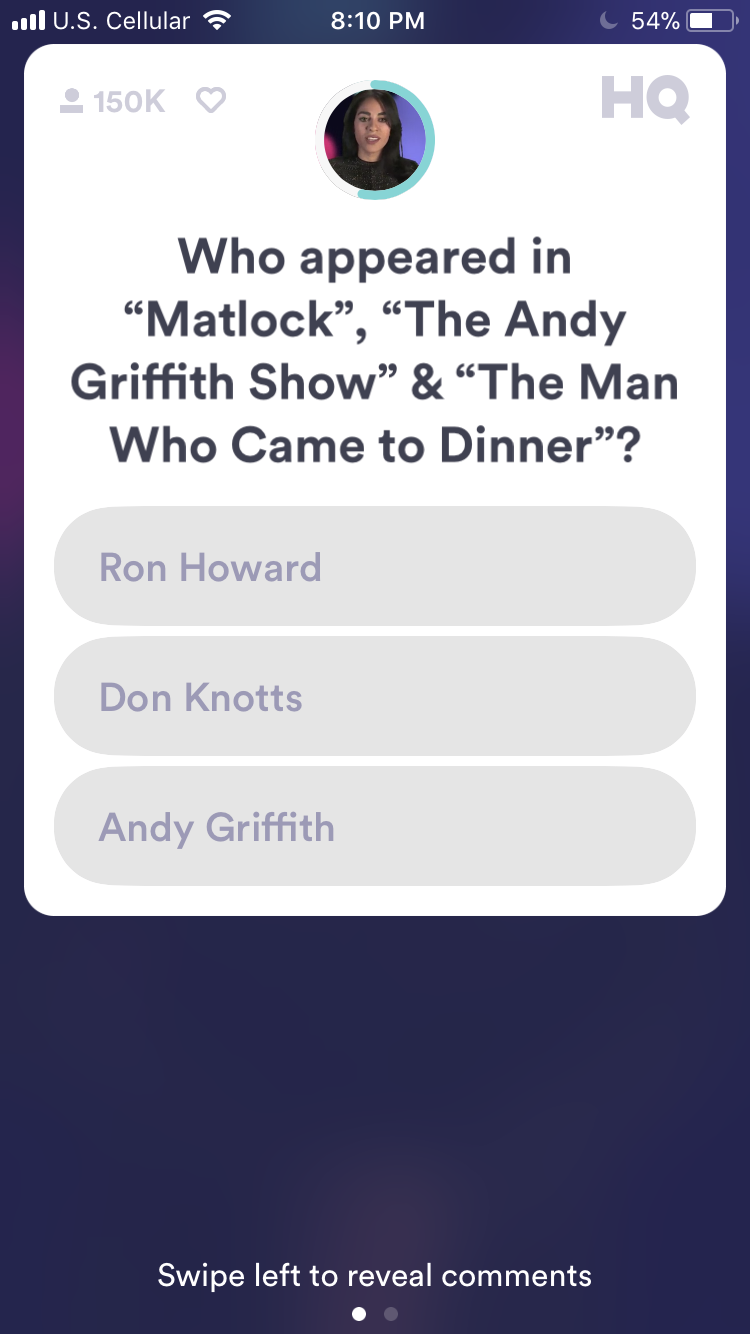 U.S. Cellular 8:10 PM 54%
150K HQ
Who appeared in
“Matlock”, “The Andy
Griffith Show” & “The Man
Who Came to Dinner”?
Ron Howard
Don Knotts
Andy Griffith
Swipe left to reveal comments